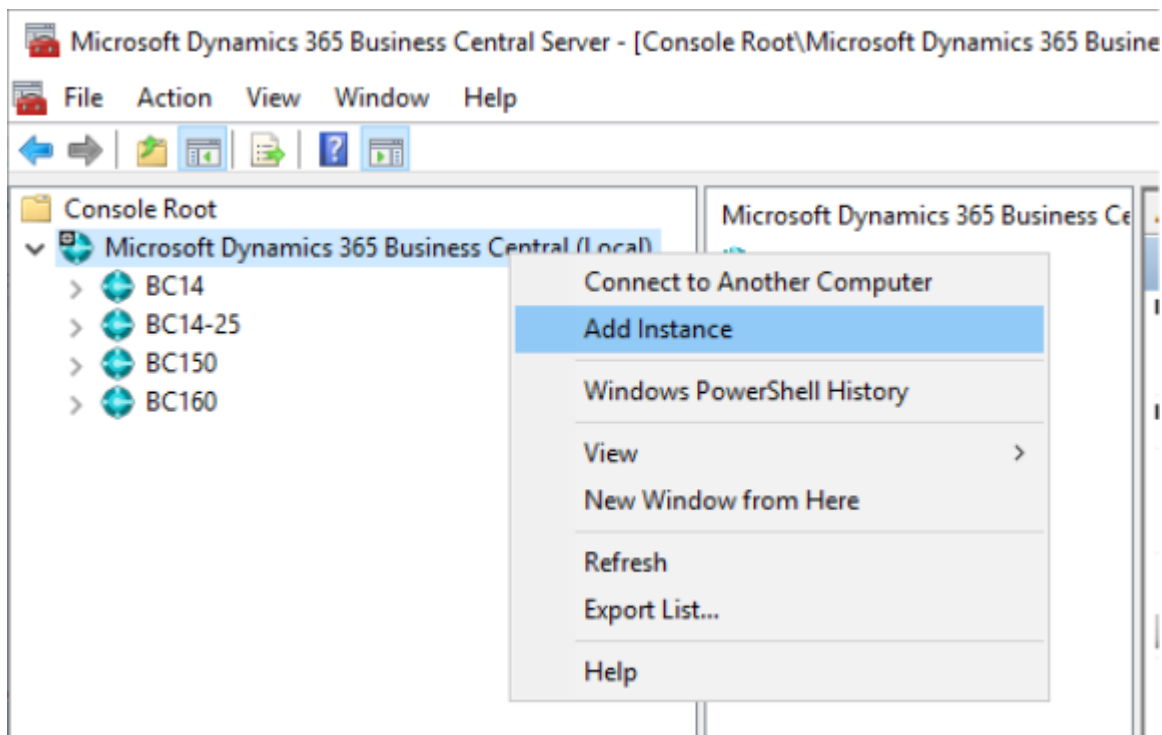 Microsoft Dynamics 365 Business Central Server - [Console Root\Microsoft Dynamics 365 Busine
File Action View Window Help
Console Root
Microsoft Dynamics 365 Business Central (Local)
BC14
BC14-25
BC150
BC160
Microsoft Dynamics 365 Business Ce
Connect to Another Computer
Add Instance
Windows PowerShell History
View
New Window from Here
Refresh
Export List...
Help